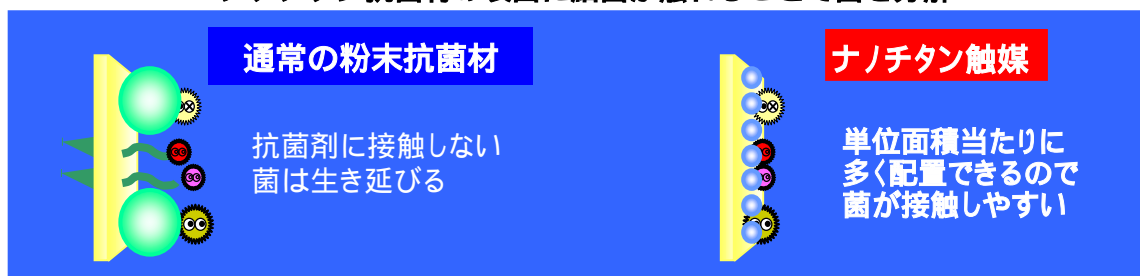 通常の粉末抗菌材
ナノチタン触媒
抗菌剤に接触しない
菌は生き延びる
単位面積当たりに
多く配置できるので
菌が接触しやすい